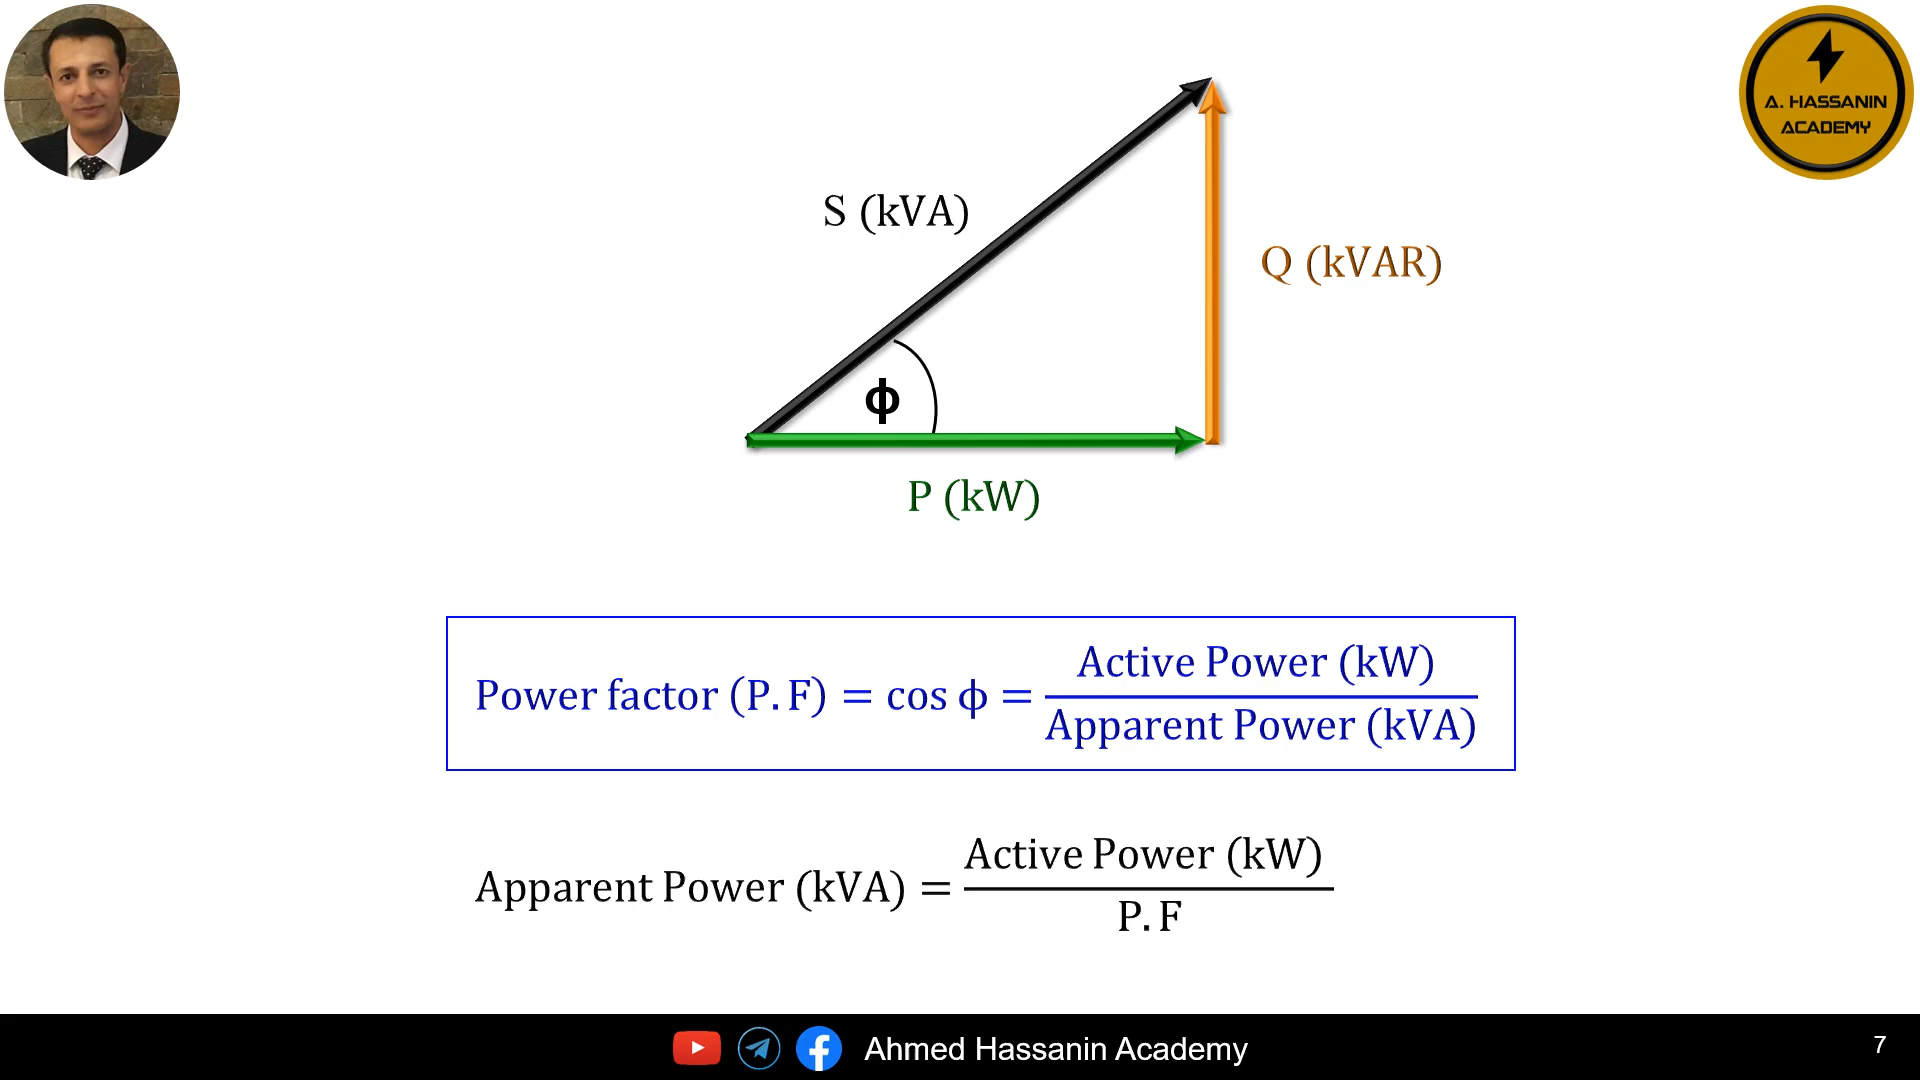 A. HASSANIN
ACADEMY
S (kVA)
Q (kVAR)
ϕ
P (kW)
Power factor (P. F) = cos ϕ = Active Power (kW) / Apparent Power (kVA)
Apparent Power (kVA) = Active Power (kW) / P. F
Ahmed Hassanin Academy
7